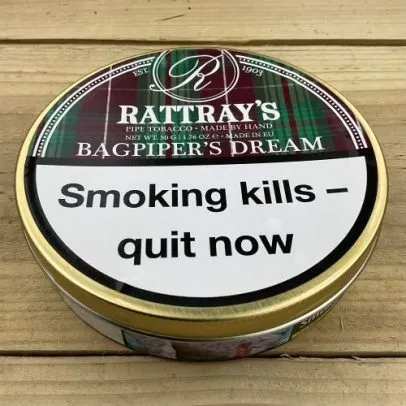 EST. R 1903
RATTRAY'S
PIPE TOBACCO • MADE BY HAND
NET WT. 50 G | 1.76 OZ ℮ • MADE IN EU
BAGPIPER'S DREAM
Smoking kills –
quit now